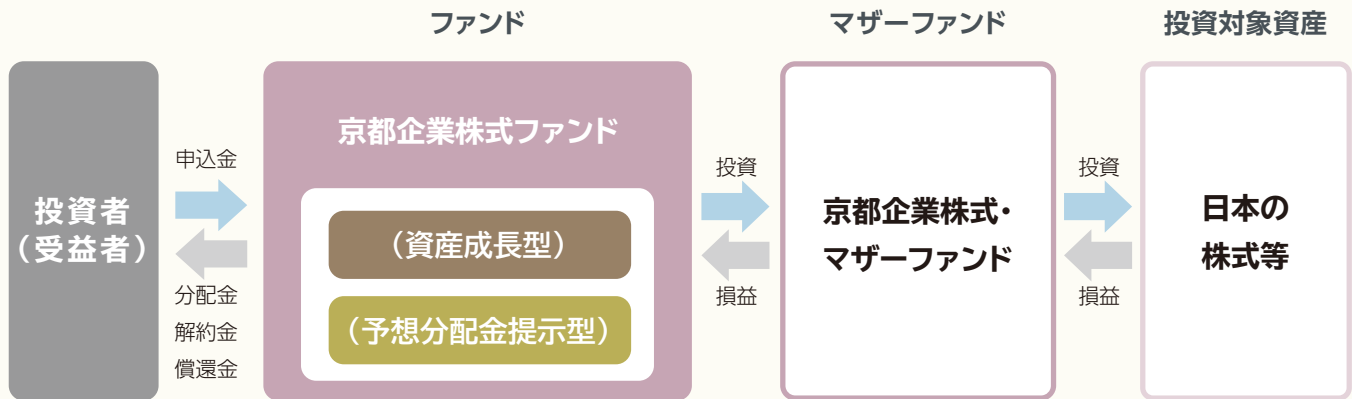 ファンド
マザーファンド
投資対象資産
投資者
（受益者）
申込金
分配金
解約金
償還金
京都企業株式ファンド
（資産成長型）
（予想分配金提示型）
投資
損益
京都企業株式・
マザーファンド
投資
損益
日本の
株式等